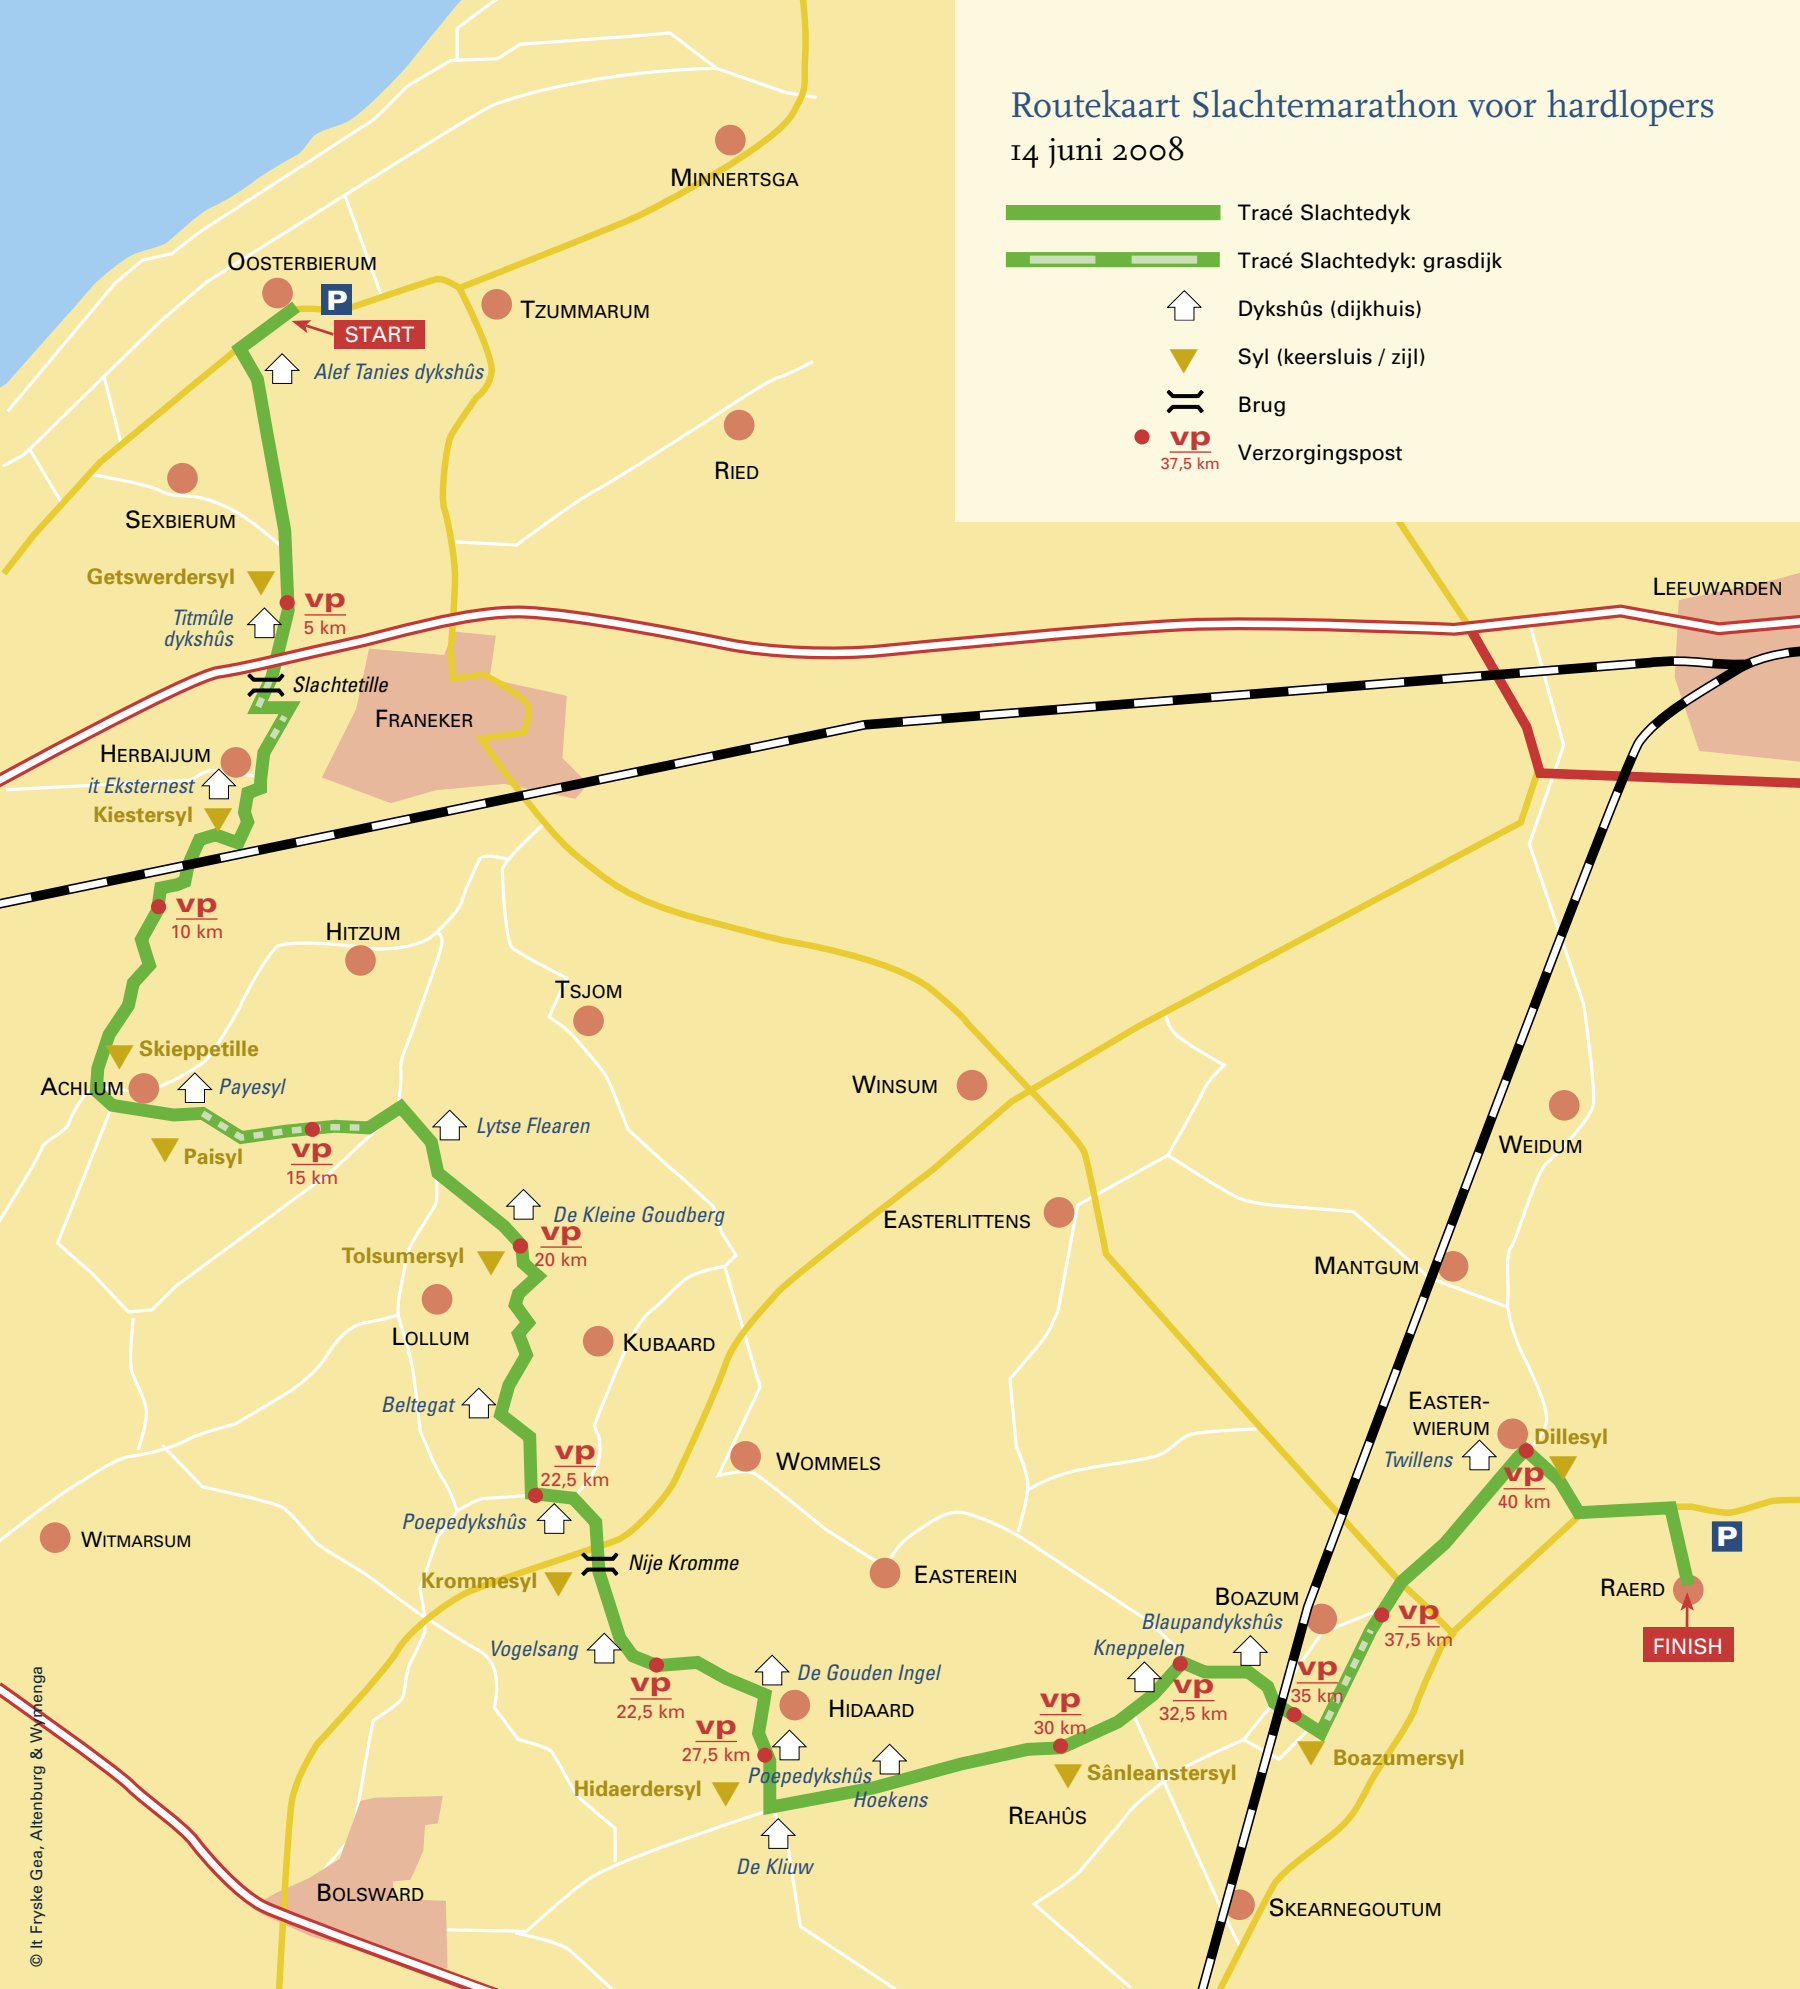 Routekaart Slachtemarathon voor hardlopers
14 juni 2008
Tracé Slachtedyk
Tracé Slachtedyk: grasdijk
Dykshûs (dijkhuis)
Syl (keersluis / zijl)
Brug
vp
37,5 km
Verzorgingspost
MINNERTSGA
OOSTERBIERUM
P
TZUMMARUM
START
Alef Tanies dykshûs
RIED
SEXBIERUM
Getswerdersyl
LEEUWARDEN
vp
5 km
Titmûle
dykshûs
Slachtetille
FRANEKER
HERBAIJUM
it Eksternest
Kiestersyl
vp
10 km
HITZUM
TSJOM
Skieppetille
ACHLUM
Payesyl
WINSUM
Lytse Flearen
WEIDUM
Paisyl
vp
15 km
De Kleine Goudberg
EASTERLITTENS
vp
20 km
Tolsumersyl
MANTGUM
LOLLUM
KUBAARD
Beltegat
EASTER-
WIERUM
Dillesyl
Twillens
vp
40 km
vp
22,5 km
WOMMELS
Poepedykshûs
P
WITMARSUM
Nije Kromme
Krommesyl
EASTEREIN
RAERD
FINISH
BOAZUM
Blaupandykshûs
vp
37,5 km
Vogelsang
Kneppelen
De Gouden Ingel
vp
35 km
vp
22,5 km
vp
32,5 km
HIDAARD
vp
30 km
vp
27,5 km
Boazumersyl
Sânleanstersyl
Poepedykshûs
Hidaerdersyl
Hoekens
REAHÛS
De Kliuw
BOLSWARD
SKEARNEGOUTUM
© It Fryske Gea, Altenburg & Wymenga